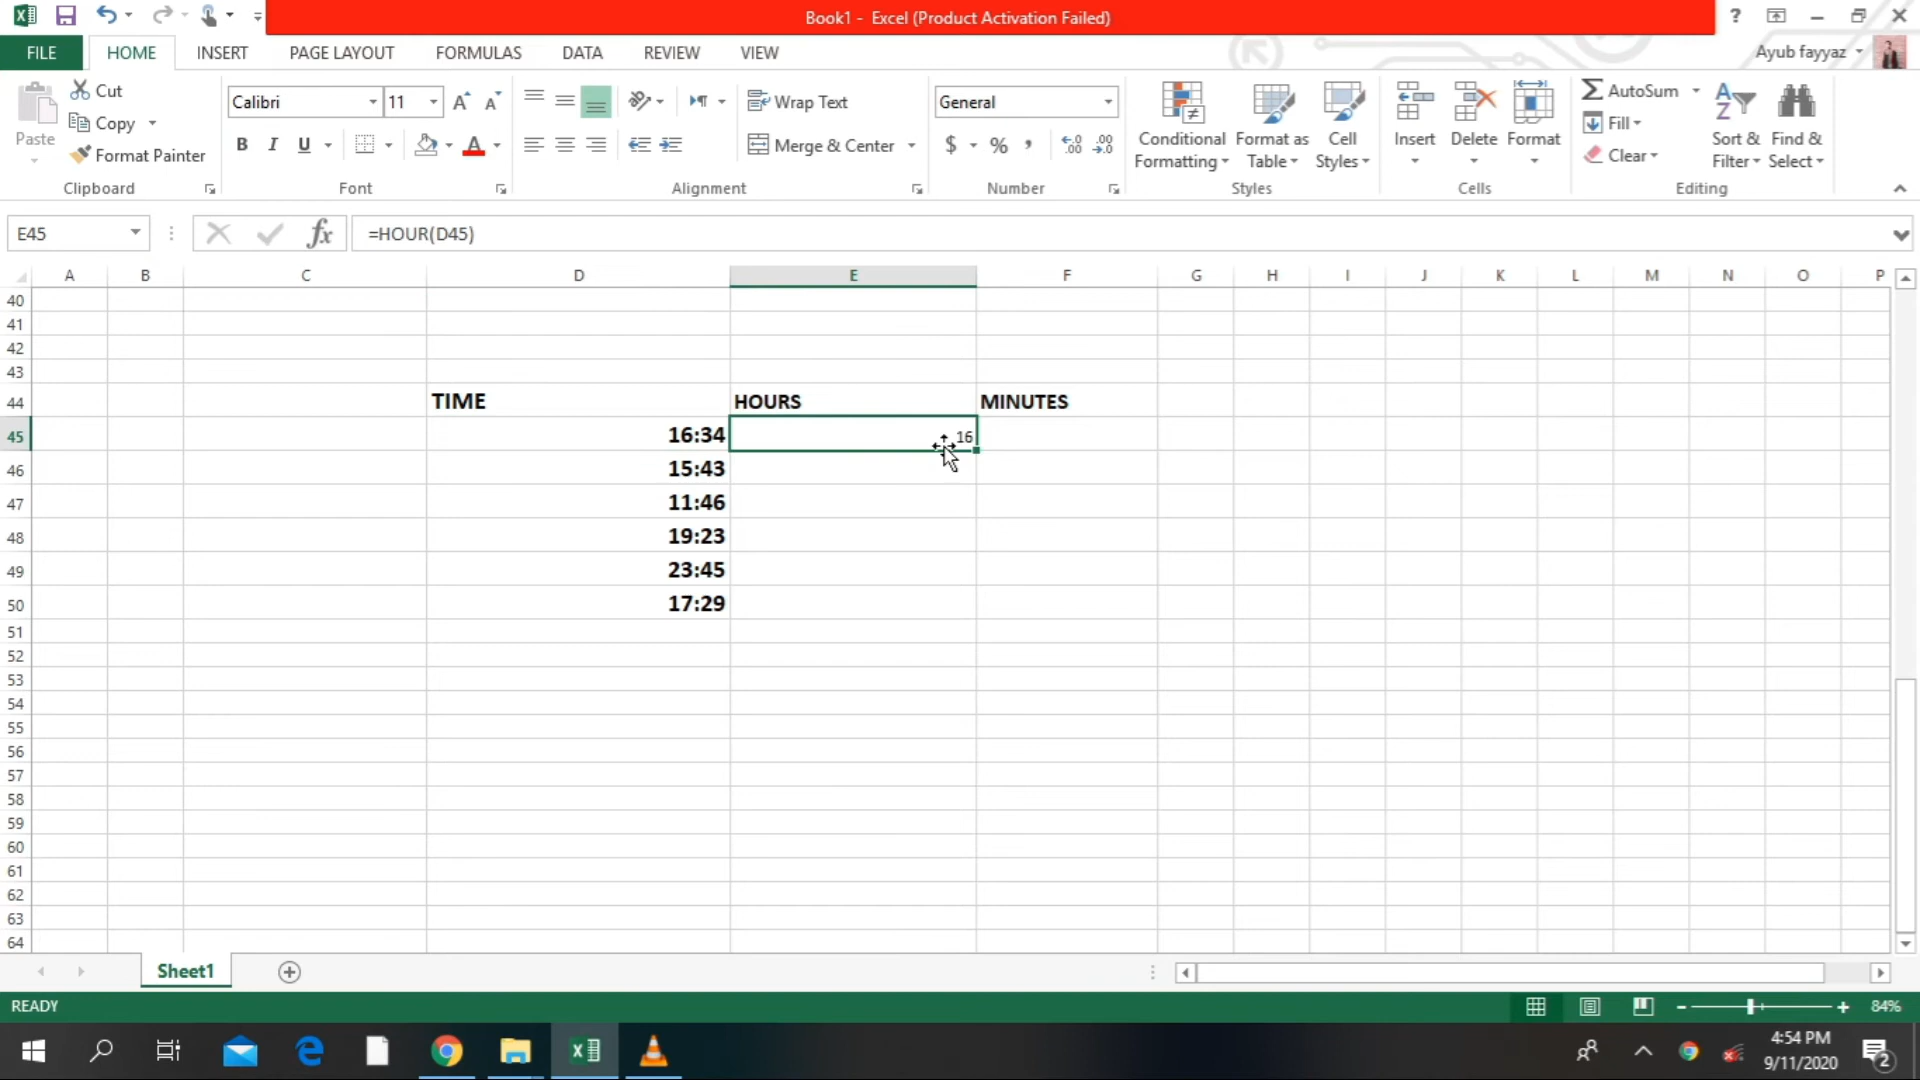 Book1 - Excel (Product Activation Failed)
?
FILE HOME INSERT PAGE LAYOUT FORMULAS DATA REVIEW VIEW
Ayub fayyaz
Paste
Cut
Copy
Format Painter
Clipboard
Calibri 11
B I U
Font
Wrap Text
Merge & Center
Alignment
General
$ % ,
Number
Conditional Formatting
Format as Table
Cell Styles
Styles
Insert
Delete
Format
Cells
AutoSum
Fill
Clear
Sort & Filter
Find & Select
Editing
E45
fx
=HOUR(D45)
A B C D E F G H I J K L M N O P
40
41
42
43
44 TIME HOURS MINUTES
45 16:34 16
46 15:43
47 11:46
48 19:23
49 23:45
50 17:29
51
52
53
54
55
56
57
58
59
60
61
62
63
64
Sheet1
READY
84%
4:54 PM
9/11/2020
2